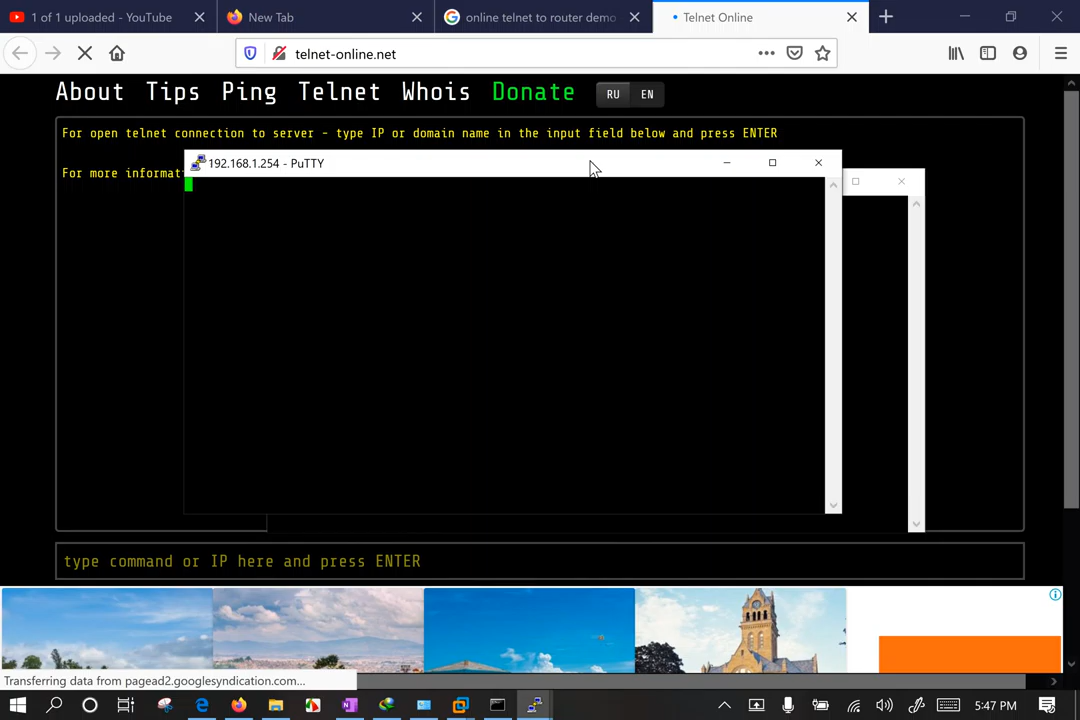 1 of 1 uploaded - YouTube
New Tab
online telnet to router demo
Telnet Online
telnet-online.net
About Tips Ping Telnet Whois Donate RU EN
For open telnet connection to server - type IP or domain name in the input field below and press ENTER
192.168.1.254 - PuTTY
For more informat
type command or IP here and press ENTER
Transferring data from pagead2.googlesyndication.com...
5:47 PM